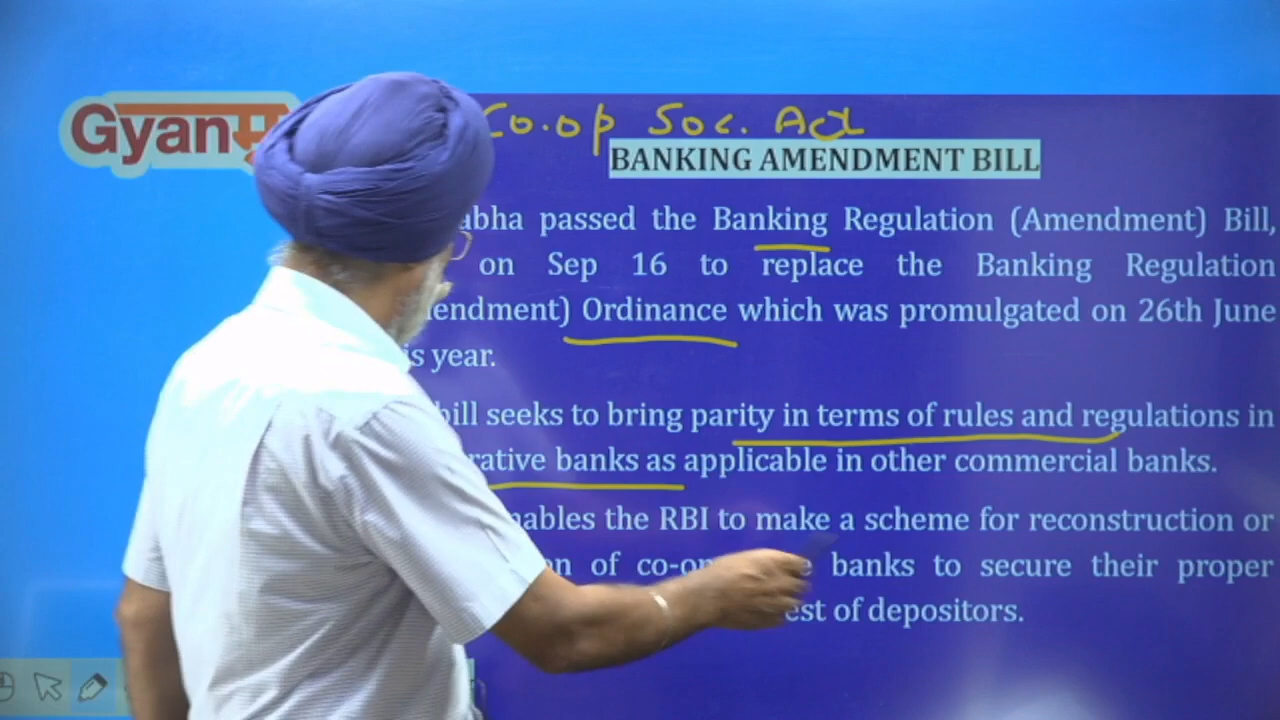 Gyanम
Co.op Soc. Act
BANKING AMENDMENT BILL
abha passed the Banking Regulation (Amendment) Bill,
on Sep 16 to replace the Banking Regulation
endment) Ordinance which was promulgated on 26th June
is year.
bill seeks to bring parity in terms of rules and regulations in
rative banks as applicable in other commercial banks.
nables the RBI to make a scheme for reconstruction or
n of co-op e banks to secure their proper
est of depositors.